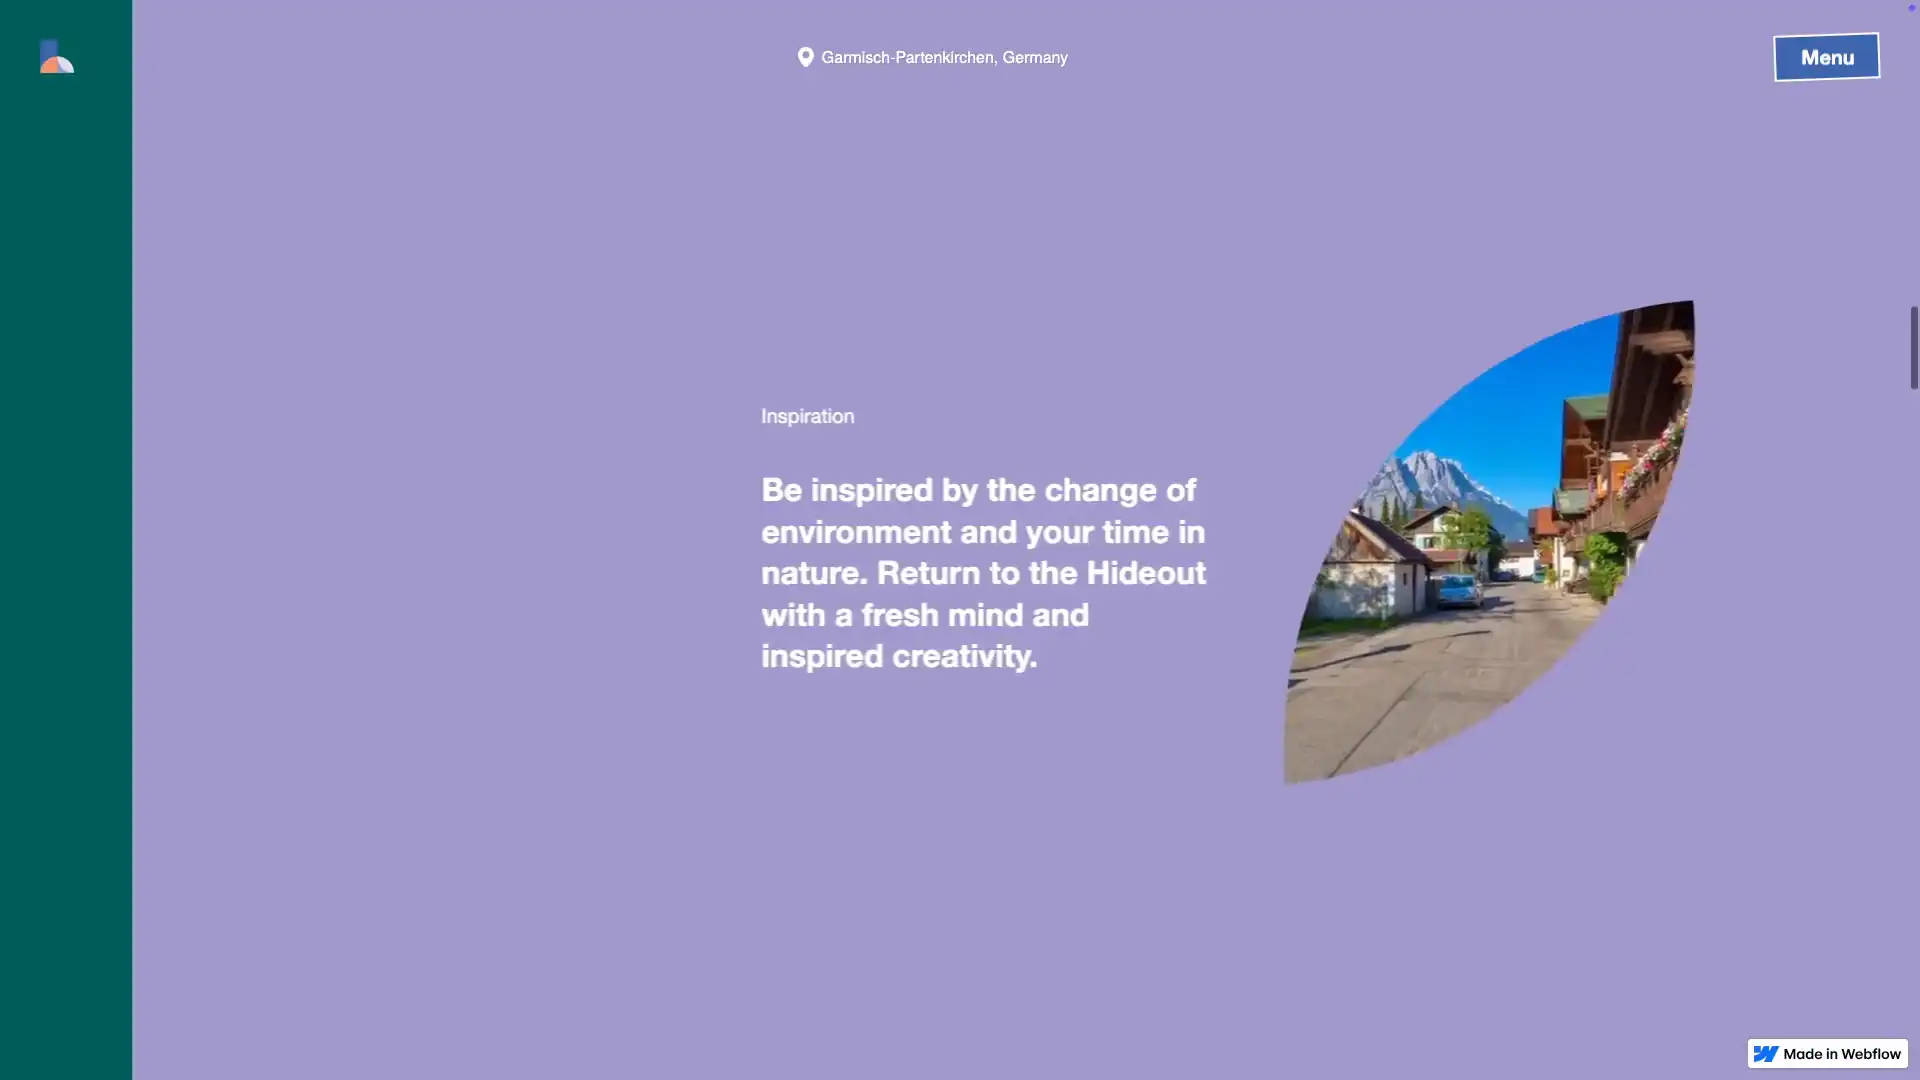 Garmisch-Partenkirchen, Germany
Menu
Inspiration
Be inspired by the change of
environment and your time in
nature. Return to the Hideout
with a fresh mind and
inspired creativity.
Made in Webflow